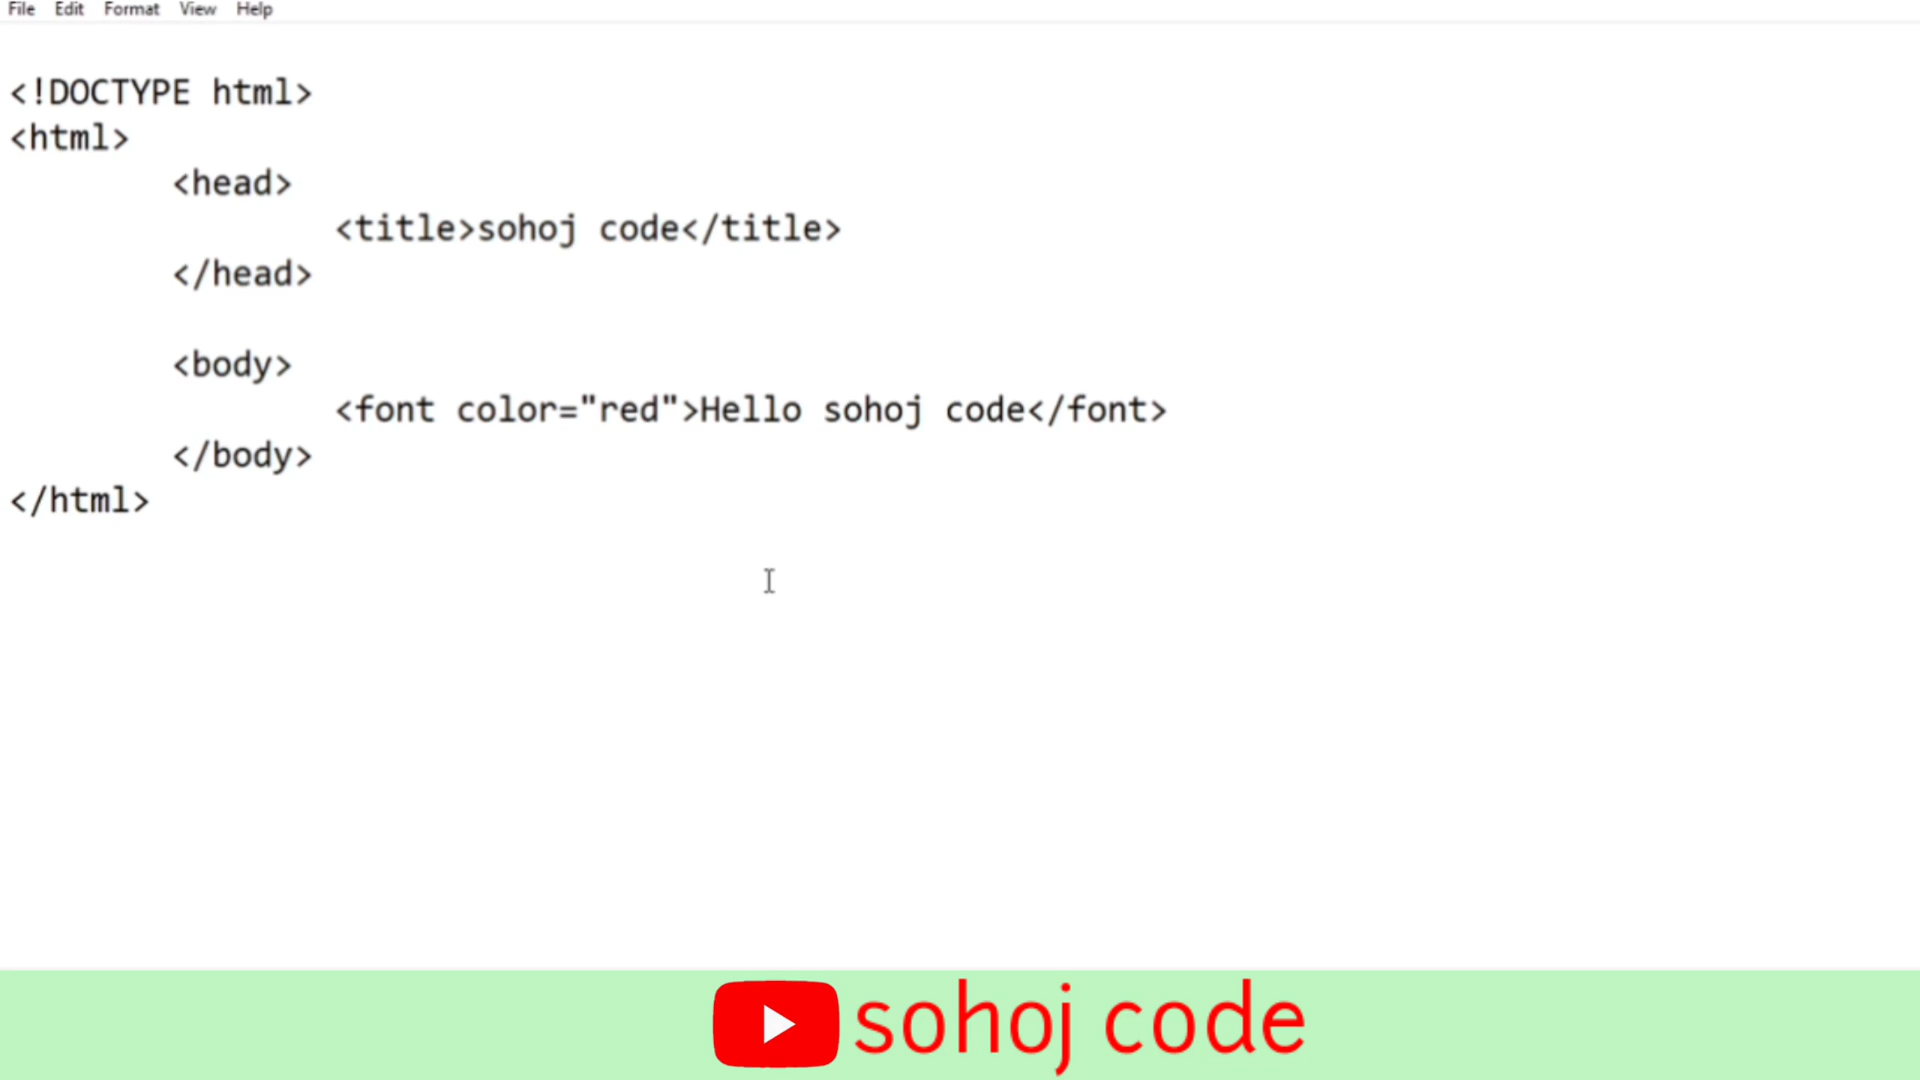 File Edit Format View Help
<!DOCTYPE html>
<html>
<head>
<title>sohoj code</title>
</head>
<body>
<font color="red">Hello sohoj code</font>
</body>
</html>
sohoj code